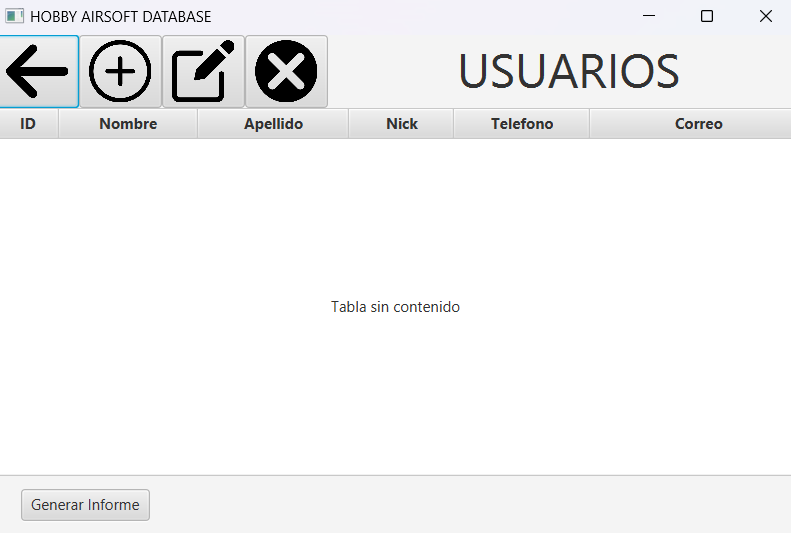 HOBBY AIRSOFT DATABASE
USUARIOS
ID Nombre Apellido Nick Telefono Correo
Tabla sin contenido
Generar Informe